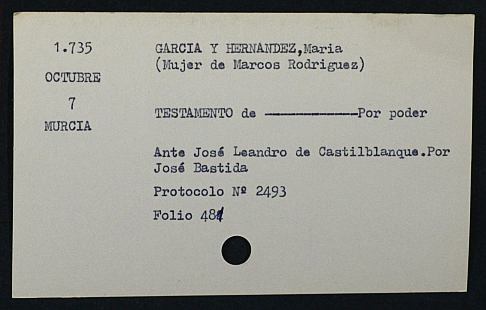 1.735
OCTUBRE
7
MURCIA
GARCIA Y HERNANDEZ,Maria
(Mujer de Marcos Rodriguez)
TESTAMENTO de ——————————Por poder
Ante José Leandro de Castilblanque.Por
José Bastida
Protocolo Nº 2493
Folio 481